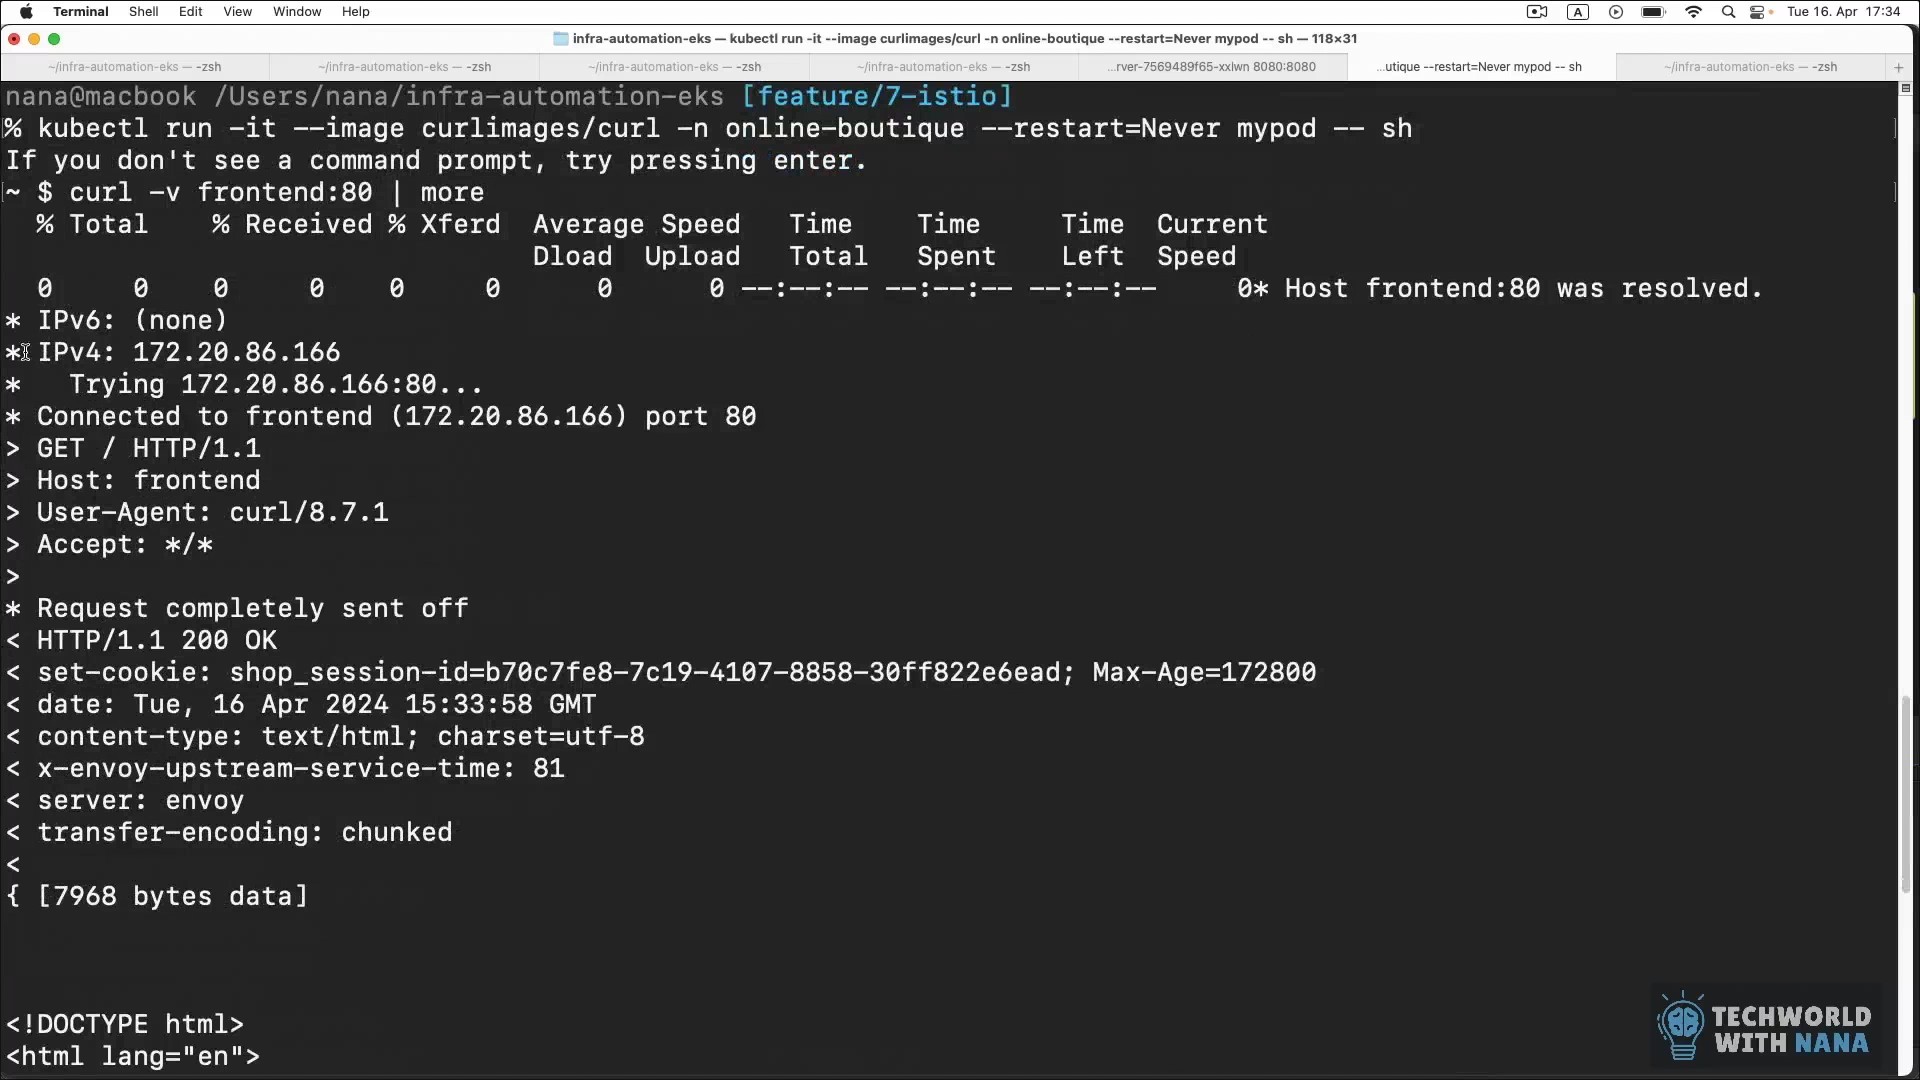 Terminal Shell Edit View Window Help A Tue 16. Apr 17:34
infra-automation-eks — kubectl run -it --image curlimages/curl -n online-boutique --restart=Never mypod -- sh — 118×31
~/infra-automation-eks — -zsh ~/infra-automation-eks — -zsh ~/infra-automation-eks — -zsh ~/infra-automation-eks — -zsh ...rver-7569489f65-xxlwn 8080:8080 ...utique --restart=Never mypod -- sh ~/infra-automation-eks — -zsh +
nana@macbook /Users/nana/infra-automation-eks [feature/7-istio]
% kubectl run -it --image curlimages/curl -n online-boutique --restart=Never mypod -- sh
If you don't see a command prompt, try pressing enter.
~ $ curl -v frontend:80 | more
% Total % Received % Xferd Average Speed Time Time Time Current
Dload Upload Total Spent Left Speed
0 0 0 0 0 0 0 0 --:--:-- --:--:-- --:--:-- 0* Host frontend:80 was resolved.
* IPv6: (none)
* IPv4: 172.20.86.166
* Trying 172.20.86.166:80...
* Connected to frontend (172.20.86.166) port 80
> GET / HTTP/1.1
> Host: frontend
> User-Agent: curl/8.7.1
> Accept: */*
>
* Request completely sent off
< HTTP/1.1 200 OK
< set-cookie: shop_session-id=b70c7fe8-7c19-4107-8858-30ff822e6ead; Max-Age=172800
< date: Tue, 16 Apr 2024 15:33:58 GMT
< content-type: text/html; charset=utf-8
< x-envoy-upstream-service-time: 81
< server: envoy
< transfer-encoding: chunked
<
{ [7968 bytes data]
<!DOCTYPE html>
<html lang="en">
TECHWORLD
WITH NANA